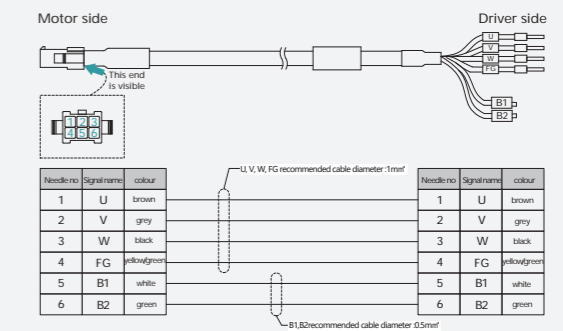 Motor side
Driver side
U
V
W
FG
B1
B2
This end
is visible
1 2 3
4 5 6
U, V, W, FG recommended cable diameter :1mm²
Needle no Signal name colour
1 U brown
2 V grey
3 W black
4 FG yellow/green
5 B1 white
6 B2 green
Needle no Signal name colour
1 U brown
2 V grey
3 W black
4 FG yellow/green
5 B1 white
6 B2 green
B1,B2recommended cable diameter :0.5mm²